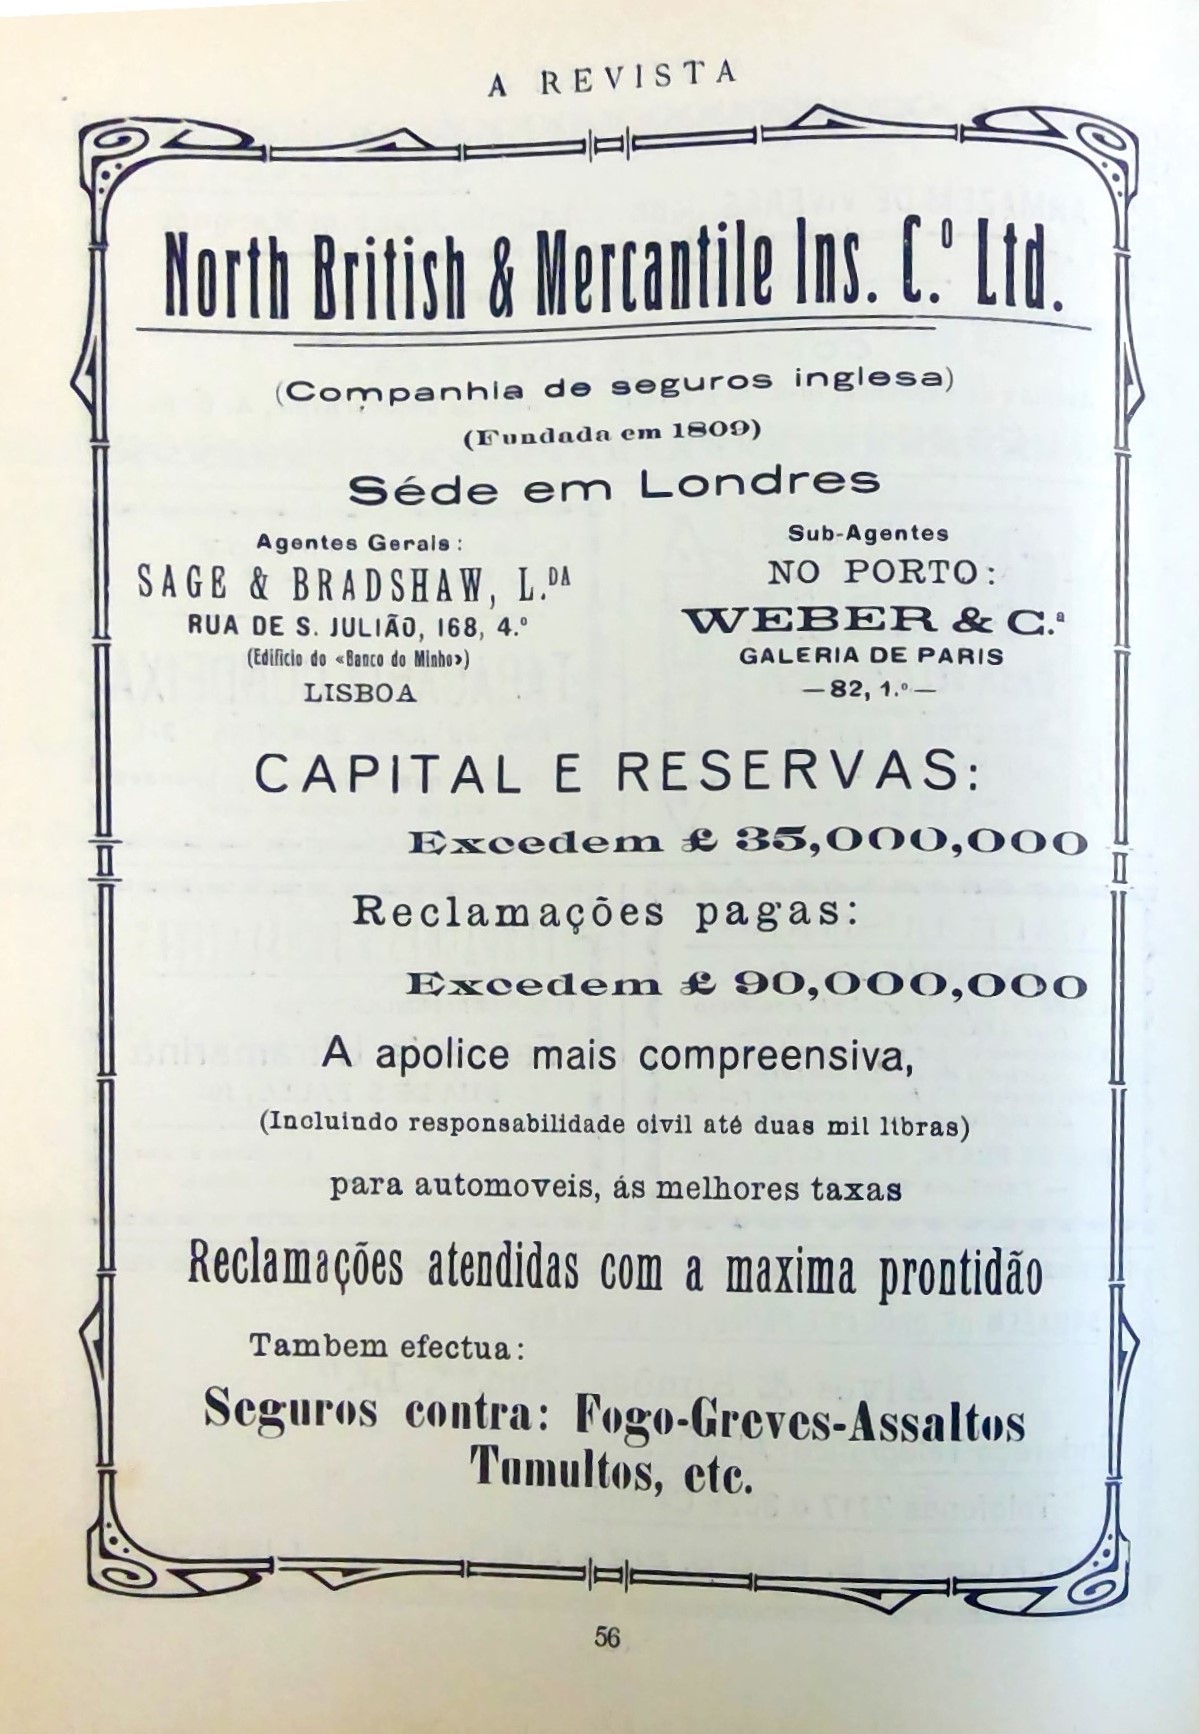 A REVISTA
North British & Mercantile Ins. C.º Ltd.
(Companhia de seguros inglesa)
(Fundada em 1809)
Séde em Londres
Agentes Gerais:
SAGE & BRADSHAW, L.DA
RUA DE S. JULIÃO, 168, 4.º
(Edificio do «Banco do Minho»)
LISBOA
Sub-Agentes
NO PORTO:
WEBER & C.ª
GALERIA DE PARIS
—82, 1.º—
CAPITAL E RESERVAS:
Excedem £ 35,000,000
Reclamações pagas:
Excedem £ 90,000,000
A apolice mais compreensiva,
(Incluindo responsabilidade civil até duas mil libras)
para automoveis, ás melhores taxas
Reclamações atendidas com a maxima prontidão
Tambem efectua:
Seguros contra: Fogo-Greves-Assaltos
Tumultos, etc.
56